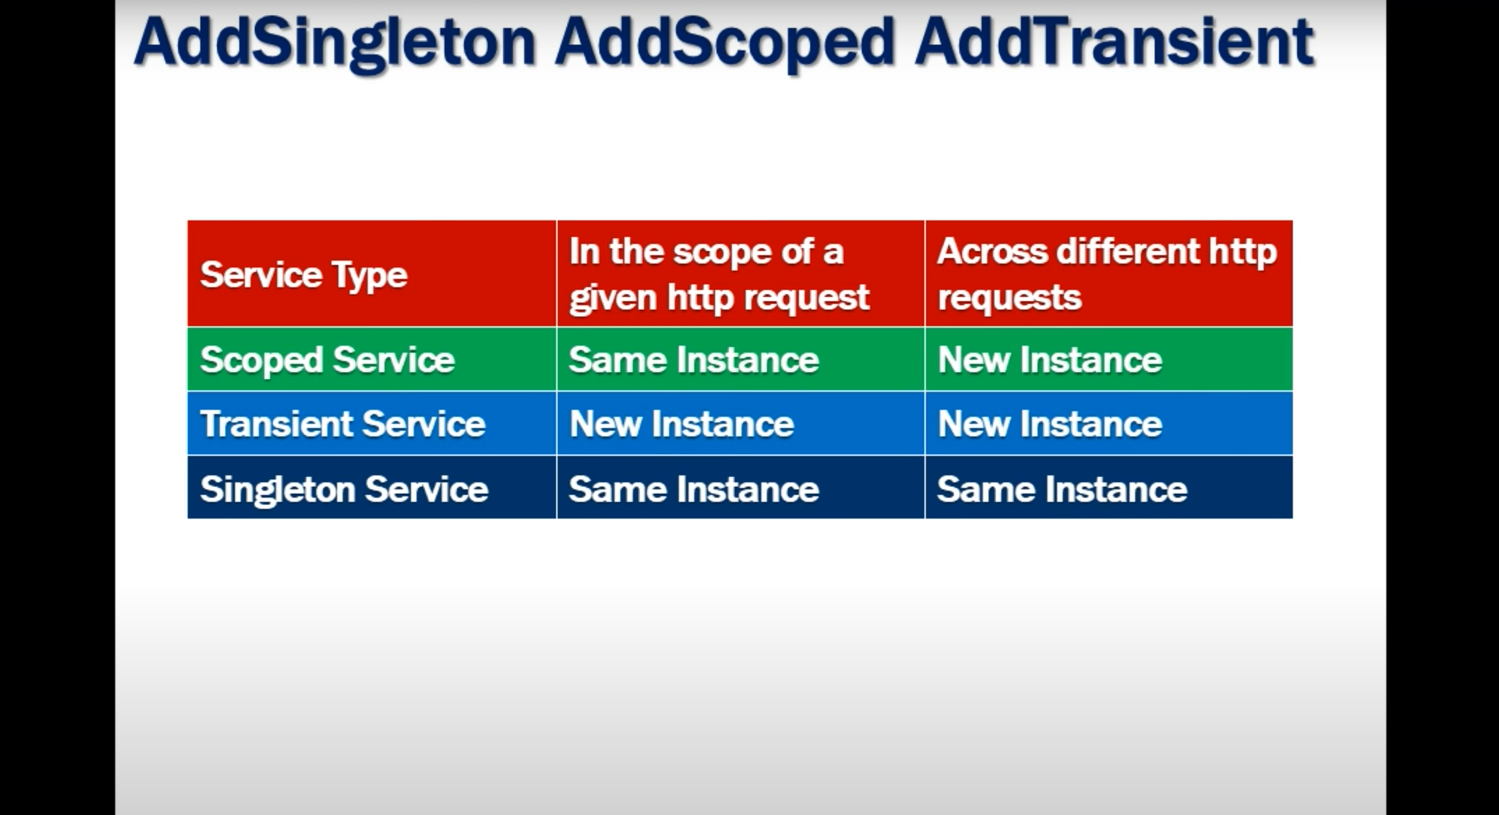 AddSingleton AddScoped AddTransient
Service Type
In the scope of a
given http request
Across different http
requests
Scoped Service
Same Instance
New Instance
Transient Service
New Instance
New Instance
Singleton Service
Same Instance
Same Instance